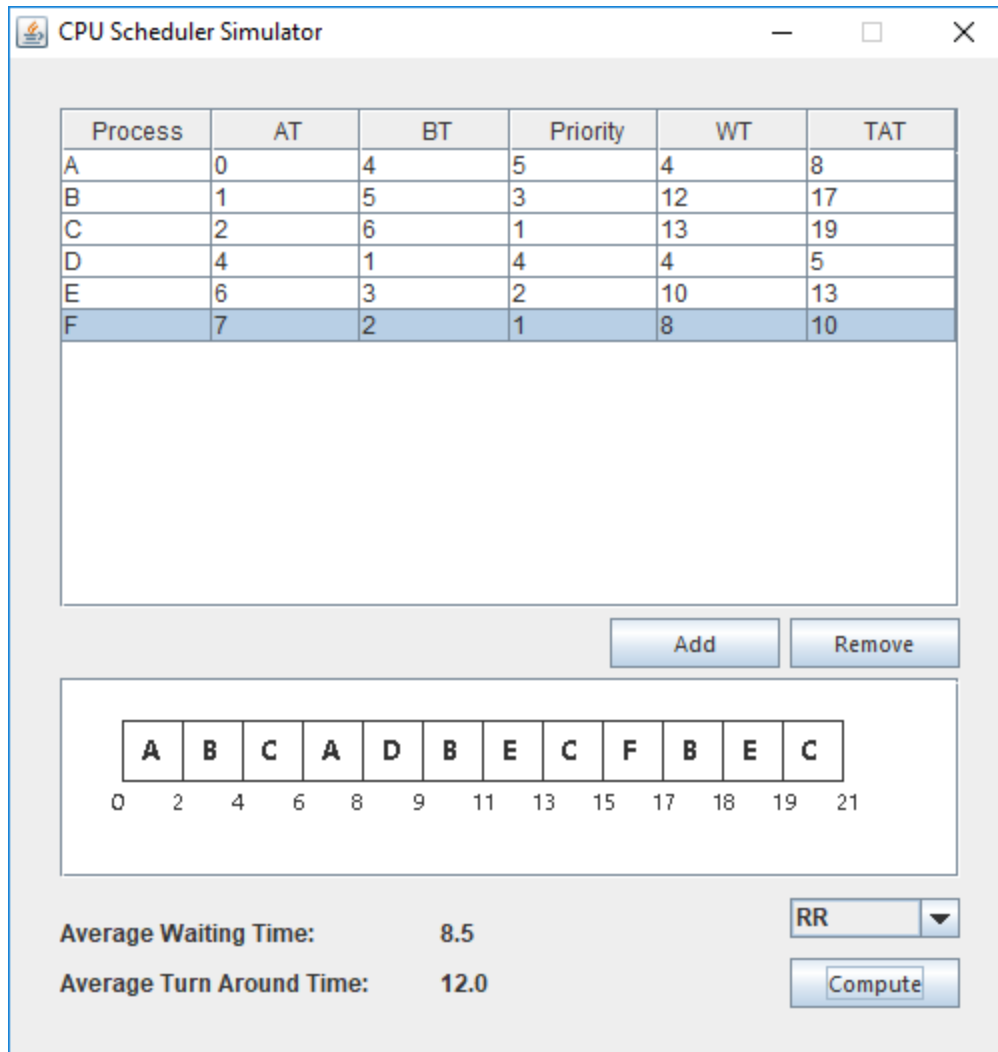 CPU Scheduler Simulator
Process AT BT Priority WT TAT
A 0 4 5 4 8
B 1 5 3 12 17
C 2 6 1 13 19
D 4 1 4 4 5
E 6 3 2 10 13
F 7 2 1 8 10
Add Remove
A B C A D B E C F B E C
0 2 4 6 8 9 11 13 15 17 18 19 21
RR
Average Waiting Time: 8.5
Average Turn Around Time: 12.0
Compute